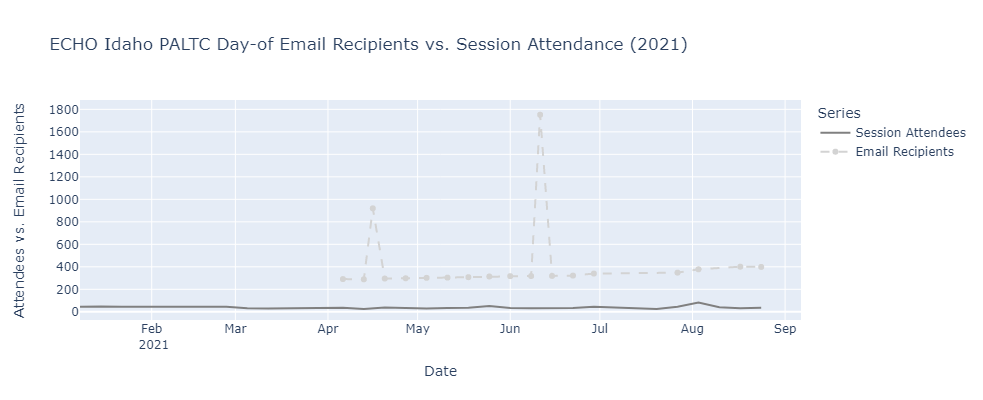 ECHO Idaho PALTC Day-of Email Recipients vs. Session Attendance (2021)
Attendees vs. Email Recipients
1800
1600
1400
1200
1000
800
600
400
200
0
Feb
2021
Mar
Apr
May
Jun
Jul
Aug
Sep
Date
Series
Session Attendees
Email Recipients